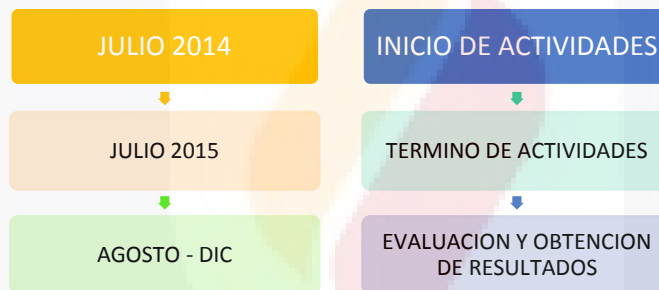 JULIO 2014
INICIO DE ACTIVIDADES
JULIO 2015
TERMINO DE ACTIVIDADES
AGOSTO - DIC
EVALUACION Y OBTENCION
DE RESULTADOS